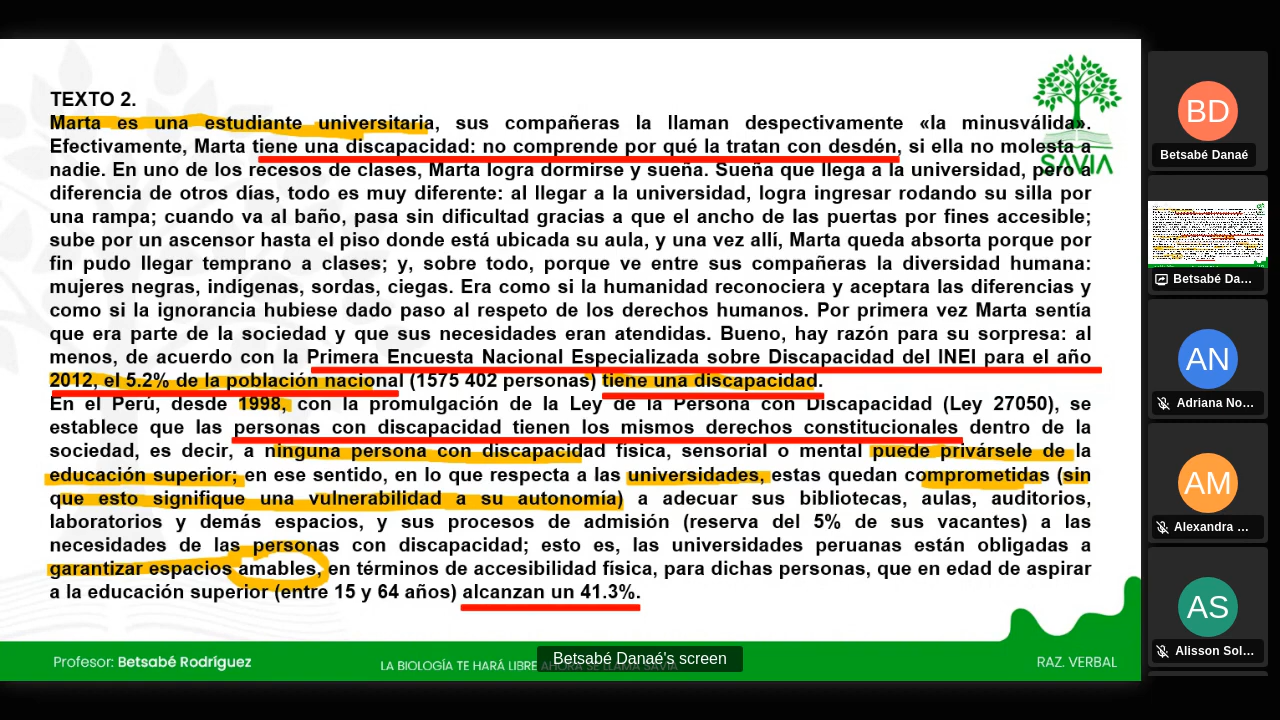 TEXTO 2.
Marta es una estudiante universitaria, sus compañeras la llaman despectivamente «la minusválida».
Efectivamente, Marta tiene una discapacidad: no comprende por qué la tratan con desdén, si ella no molesta a
nadie. En uno de los recesos de clases, Marta logra dormirse y sueña. Sueña que llega a la universidad, pero a
diferencia de otros días, todo es muy diferente: al llegar a la universidad, logra ingresar rodando su silla por
una rampa; cuando va al baño, pasa sin dificultad gracias a que el ancho de las puertas por fines accesible;
sube por un ascensor hasta el piso donde está ubicada su aula, y una vez allí, Marta queda absorta porque por
fin pudo llegar temprano a clases; y, sobre todo, porque ve entre sus compañeras la diversidad humana:
mujeres negras, indígenas, sordas, ciegas. Era como si la humanidad reconociera y aceptara las diferencias y
como si la ignorancia hubiese dado paso al respeto de los derechos humanos. Por primera vez Marta sentía
que era parte de la sociedad y que sus necesidades eran atendidas. Bueno, hay razón para su sorpresa: al
menos, de acuerdo con la Primera Encuesta Nacional Especializada sobre Discapacidad del INEI para el año
2012, el 5.2% de la población nacional (1575 402 personas) tiene una discapacidad.
En el Perú, desde 1998, con la promulgación de la Ley de la Persona con Discapacidad (Ley 27050), se
establece que las personas con discapacidad tienen los mismos derechos constitucionales dentro de la
sociedad, es decir, a ninguna persona con discapacidad física, sensorial o mental puede privársele de la
educación superior; en ese sentido, en lo que respecta a las universidades, estas quedan comprometidas (sin
que esto signifique una vulnerabilidad a su autonomía) a adecuar sus bibliotecas, aulas, auditorios,
laboratorios y demás espacios, y sus procesos de admisión (reserva del 5% de sus vacantes) a las
necesidades de las personas con discapacidad; esto es, las universidades peruanas están obligadas a
garantizar espacios amables, en términos de accesibilidad física, para dichas personas, que en edad de aspirar
a la educación superior (entre 15 y 64 años) alcanzan un 41.3%.
SAVIA
Profesor: Betsabé Rodríguez
LA BIOLOGÍA TE HARÁ LIBRE AHORA SE LLAMA SAVIA
Betsabé Danaé's screen
RAZ. VERBAL
BD
Betsabé Danaé
Betsabé Da...
AN
Adriana No...
AM
Alexandra ...
AS
Alisson Sol...